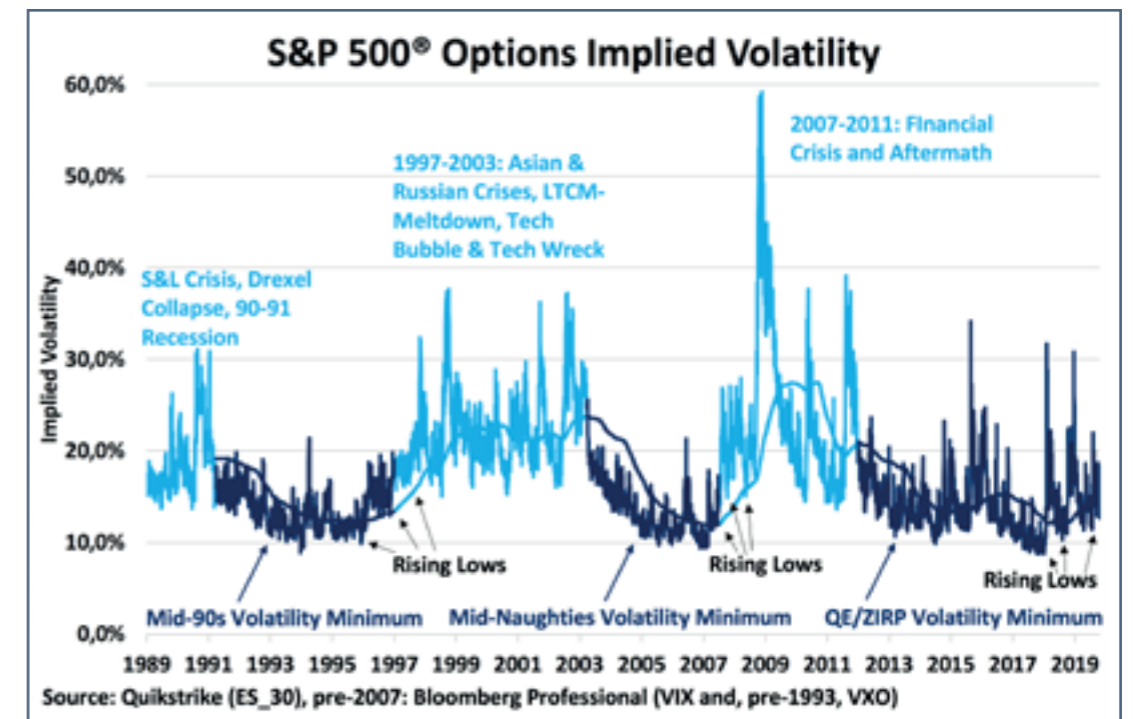 S&P 500® Options Implied Volatility
60,0%
50,0%
40,0%
30,0%
20,0%
10,0%
0,0%
Implied Volatility
2007-2011: FInancial
Crisis and Aftermath
1997-2003: Asian &
Russian Crises, LTCM-
Meltdown, Tech
Bubble & Tech Wreck
S&L Crisis, Drexel
Collapse, 90-91
Recession
Rising Lows
Rising Lows
Rising Lows
Mid-90s Volatility Minimum
Mid-Naughties Volatility Minimum
QE/ZIRP Volatility Minimum
1989 1991 1993 1995 1997 1999 2001 2003 2005 2007 2009 2011 2013 2015 2017 2019
Source: Quikstrike (ES_30), pre-2007: Bloomberg Professional (VIX and, pre-1993, VXO)